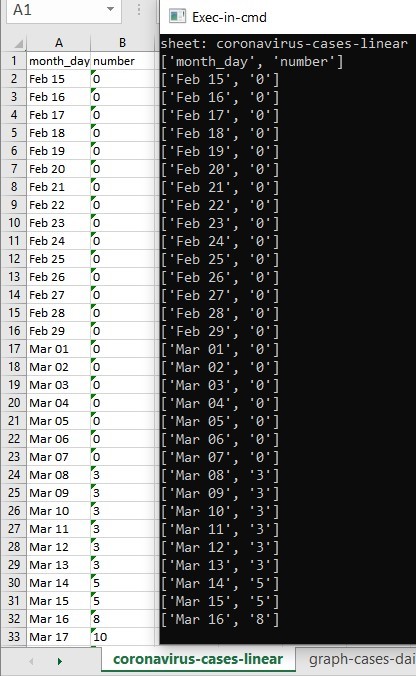 A1
A B
1 month_day number
2 Feb 15 0
3 Feb 16 0
4 Feb 17 0
5 Feb 18 0
6 Feb 19 0
7 Feb 20 0
8 Feb 21 0
9 Feb 22 0
10 Feb 23 0
11 Feb 24 0
12 Feb 25 0
13 Feb 26 0
14 Feb 27 0
15 Feb 28 0
16 Feb 29 0
17 Mar 01 0
18 Mar 02 0
19 Mar 03 0
20 Mar 04 0
21 Mar 05 0
22 Mar 06 0
23 Mar 07 0
24 Mar 08 3
25 Mar 09 3
26 Mar 10 3
27 Mar 11 3
28 Mar 12 3
29 Mar 13 3
30 Mar 14 5
31 Mar 15 5
32 Mar 16 8
33 Mar 17 10
coronavirus-cases-linear graph-cases-dai
Exec-in-cmd
sheet: coronavirus-cases-linear
['month_day', 'number']
['Feb 15', '0']
['Feb 16', '0']
['Feb 17', '0']
['Feb 18', '0']
['Feb 19', '0']
['Feb 20', '0']
['Feb 21', '0']
['Feb 22', '0']
['Feb 23', '0']
['Feb 24', '0']
['Feb 25', '0']
['Feb 26', '0']
['Feb 27', '0']
['Feb 28', '0']
['Feb 29', '0']
['Mar 01', '0']
['Mar 02', '0']
['Mar 03', '0']
['Mar 04', '0']
['Mar 05', '0']
['Mar 06', '0']
['Mar 07', '0']
['Mar 08', '3']
['Mar 09', '3']
['Mar 10', '3']
['Mar 11', '3']
['Mar 12', '3']
['Mar 13', '3']
['Mar 14', '5']
['Mar 15', '5']
['Mar 16', '8']